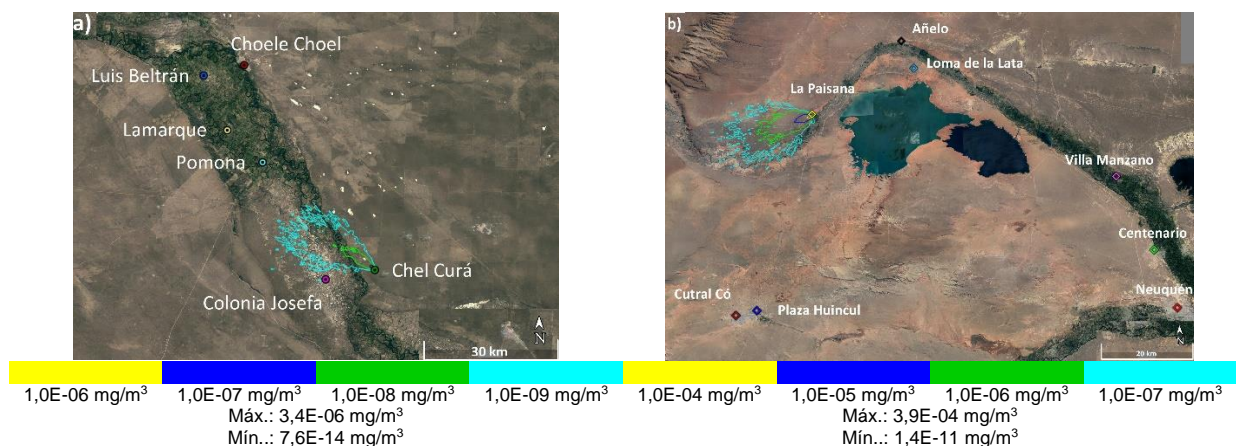 a)
Choele Choel
Luis Beltrán
Lamarque
Pomona
Chel Curá
Colonia Josefa
N
30 km
b)
Añelo
Loma de la Lata
La Paisana
Villa Manzano
Centenario
Neuquén
Cutral Có
Plaza Huincul
N
20 km
1,0E-06 mg/m³ 1,0E-07 mg/m³ 1,0E-08 mg/m³ 1,0E-09 mg/m³ 1,0E-04 mg/m³ 1,0E-05 mg/m³ 1,0E-06 mg/m³ 1,0E-07 mg/m³
Máx.: 3,4E-06 mg/m³ Máx.: 3,9E-04 mg/m³
Mín..: 7,6E-14 mg/m³ Mín..: 1,4E-11 mg/m³